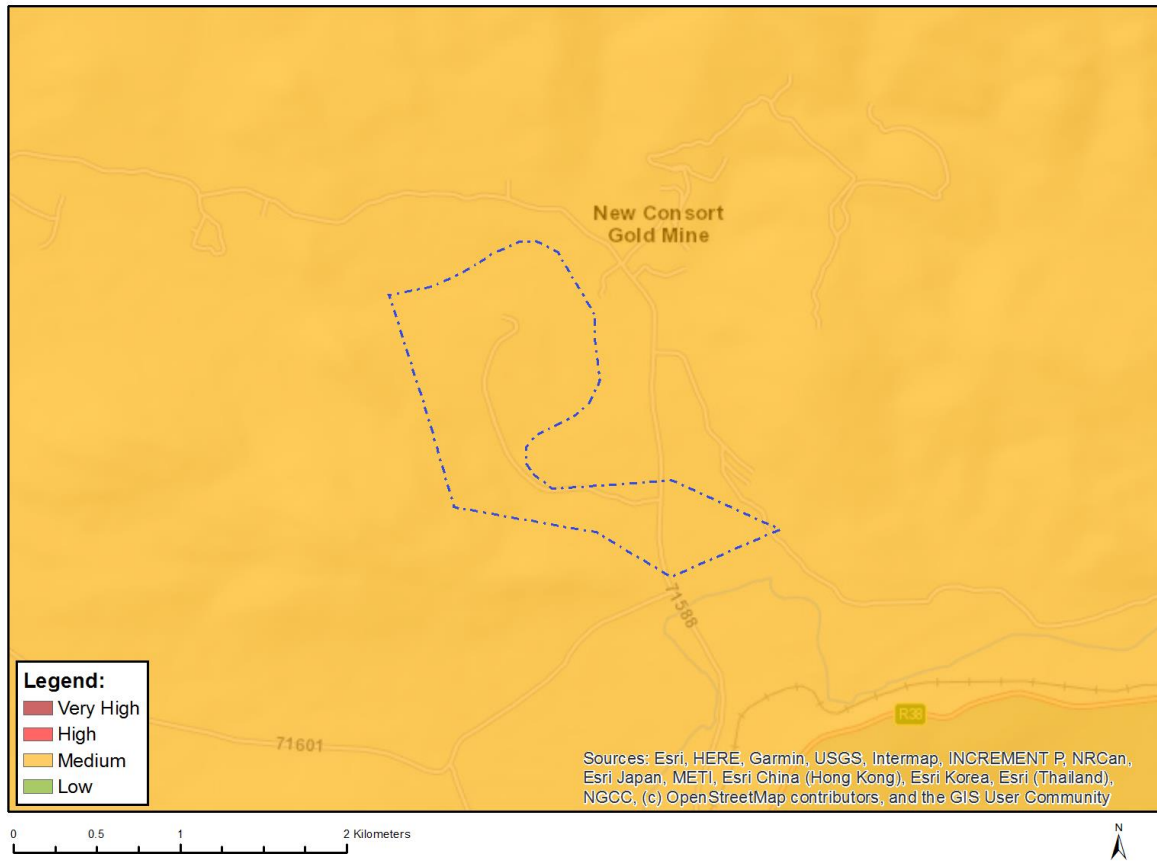 New Consort
Gold Mine
71588
71601
R38
Legend:
Very High
High
Medium
Low
Sources: Esri, HERE, Garmin, USGS, Intermap, INCREMENT P, NRCan,
Esri Japan, METI, Esri China (Hong Kong), Esri Korea, Esri (Thailand),
NGCC, (c) OpenStreetMap contributors, and the GIS User Community
0 0.5 1 2 Kilometers
N